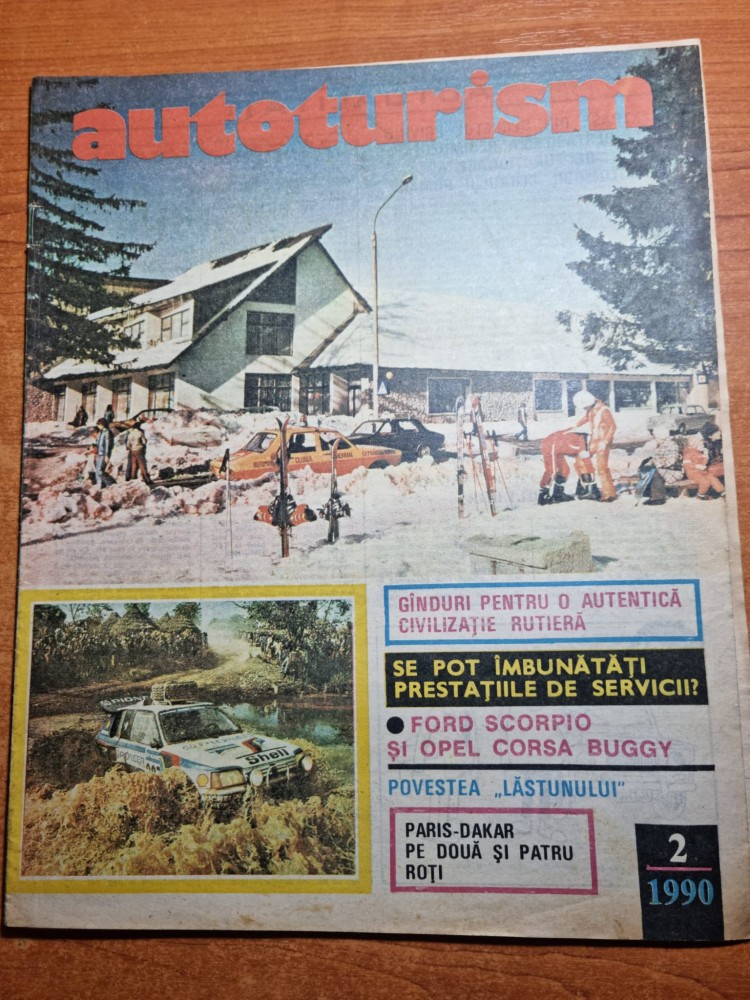 autoturism
GÎNDURI PENTRU O AUTENTICĂ
CIVILIZAȚIE RUTIERĂ
SE POT ÎMBUNĂTĂȚI
PRESTAȚIILE DE SERVICII?
● FORD SCORPIO
ȘI OPEL CORSA BUGGY
POVESTEA „LĂSTUNULUI"
PARIS-DAKAR
PE DOUĂ ȘI PATRU
ROȚI
2
1990
PIONEER
Shell